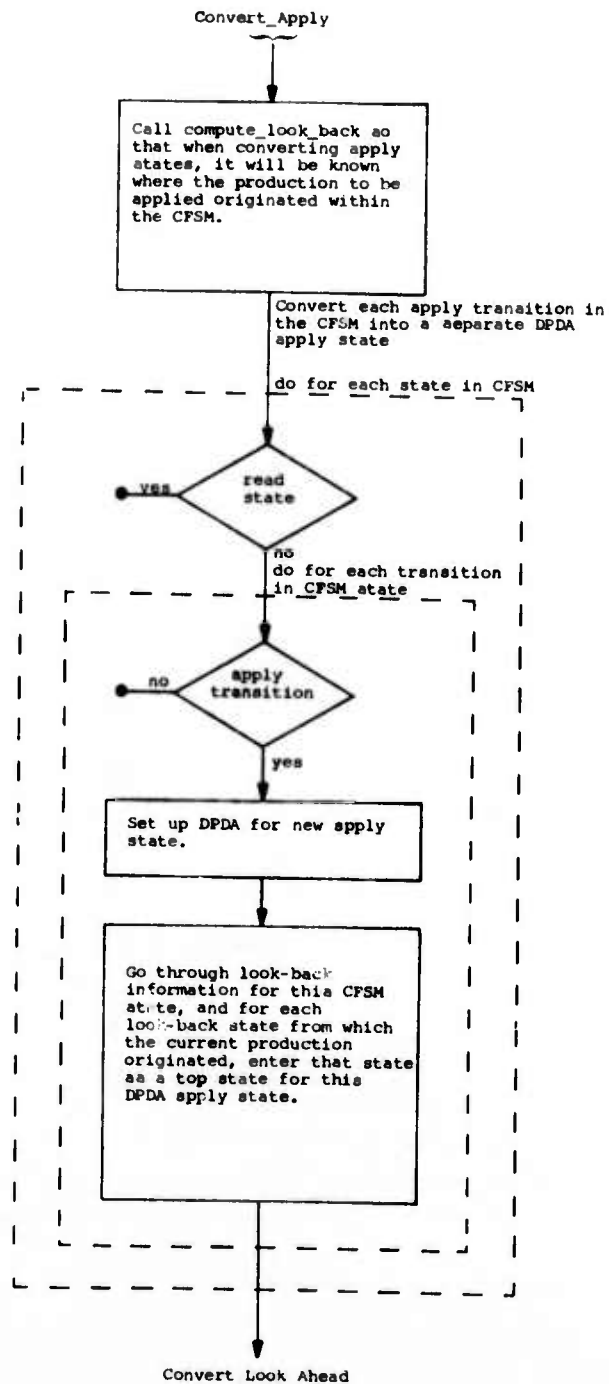 Convert_Apply
Call compute_look_back ao
that when converting apply
atates, it will be known
where the production to be
applied originated within
the CFSM.
Convert each apply tranaition in
the CFSM into a aeparate DPDA
apply state
do for each state in CFSM
read
state
yes
no
do for each transition
in CFSM atate
apply
transition
no
yes
Set up DPDA for new apply
state.
Go through look-back
information for thia CFSM
state, and for each
look-back state from which
the current production
originated, enter that state
aa a top state for this
DPDA apply state.
Convert Look Ahead